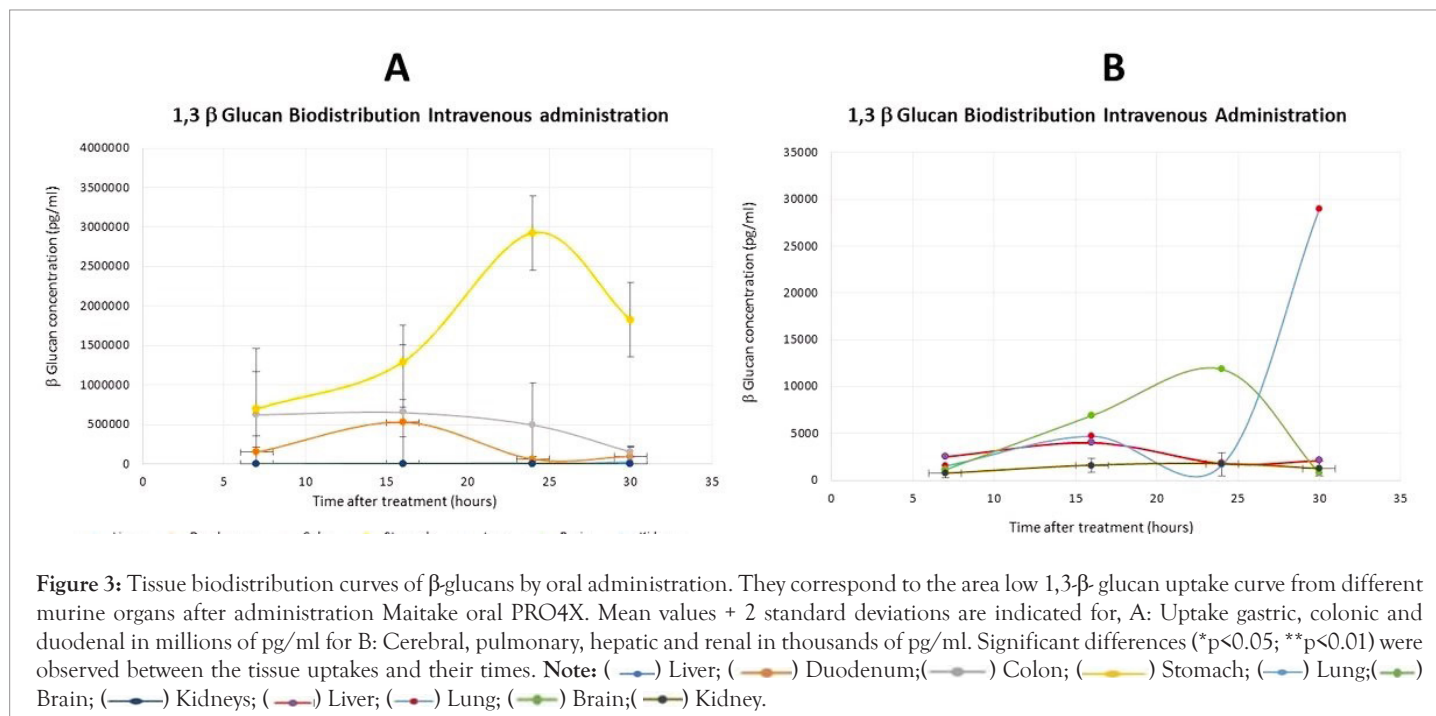 A
B
1,3 β Glucan Biodistribution Intravenous administration
1,3 β Glucan Biodistribution Intravenous Administration
β Glucan concentration (pg/ml)
4000000
3500000
3000000
2500000
2000000
1500000
1000000
500000
0
0 5 10 15 20 25 30 35
Time after treatment (hours)
β Glucan concentration (pg/ml)
35000
30000
25000
20000
15000
10000
5000
0
0 5 10 15 20 25 30 35
Time after treatment (hours)
Figure 3: Tissue biodistribution curves of β-glucans by oral administration. They correspond to the area low 1,3-β- glucan uptake curve from different
murine organs after administration Maitake oral PRO4X. Mean values + 2 standard deviations are indicated for, A: Uptake gastric, colonic and
duodenal in millions of pg/ml for B: Cerebral, pulmonary, hepatic and renal in thousands of pg/ml. Significant differences (*p<0.05; **p<0.01) were
observed between the tissue uptakes and their times. Note: ( ) Liver; ( ) Duodenum;( ) Colon; ( ) Stomach; ( ) Lung;( )
Brain; ( ) Kidneys; ( ) Liver; ( ) Lung; ( ) Brain;( ) Kidney.